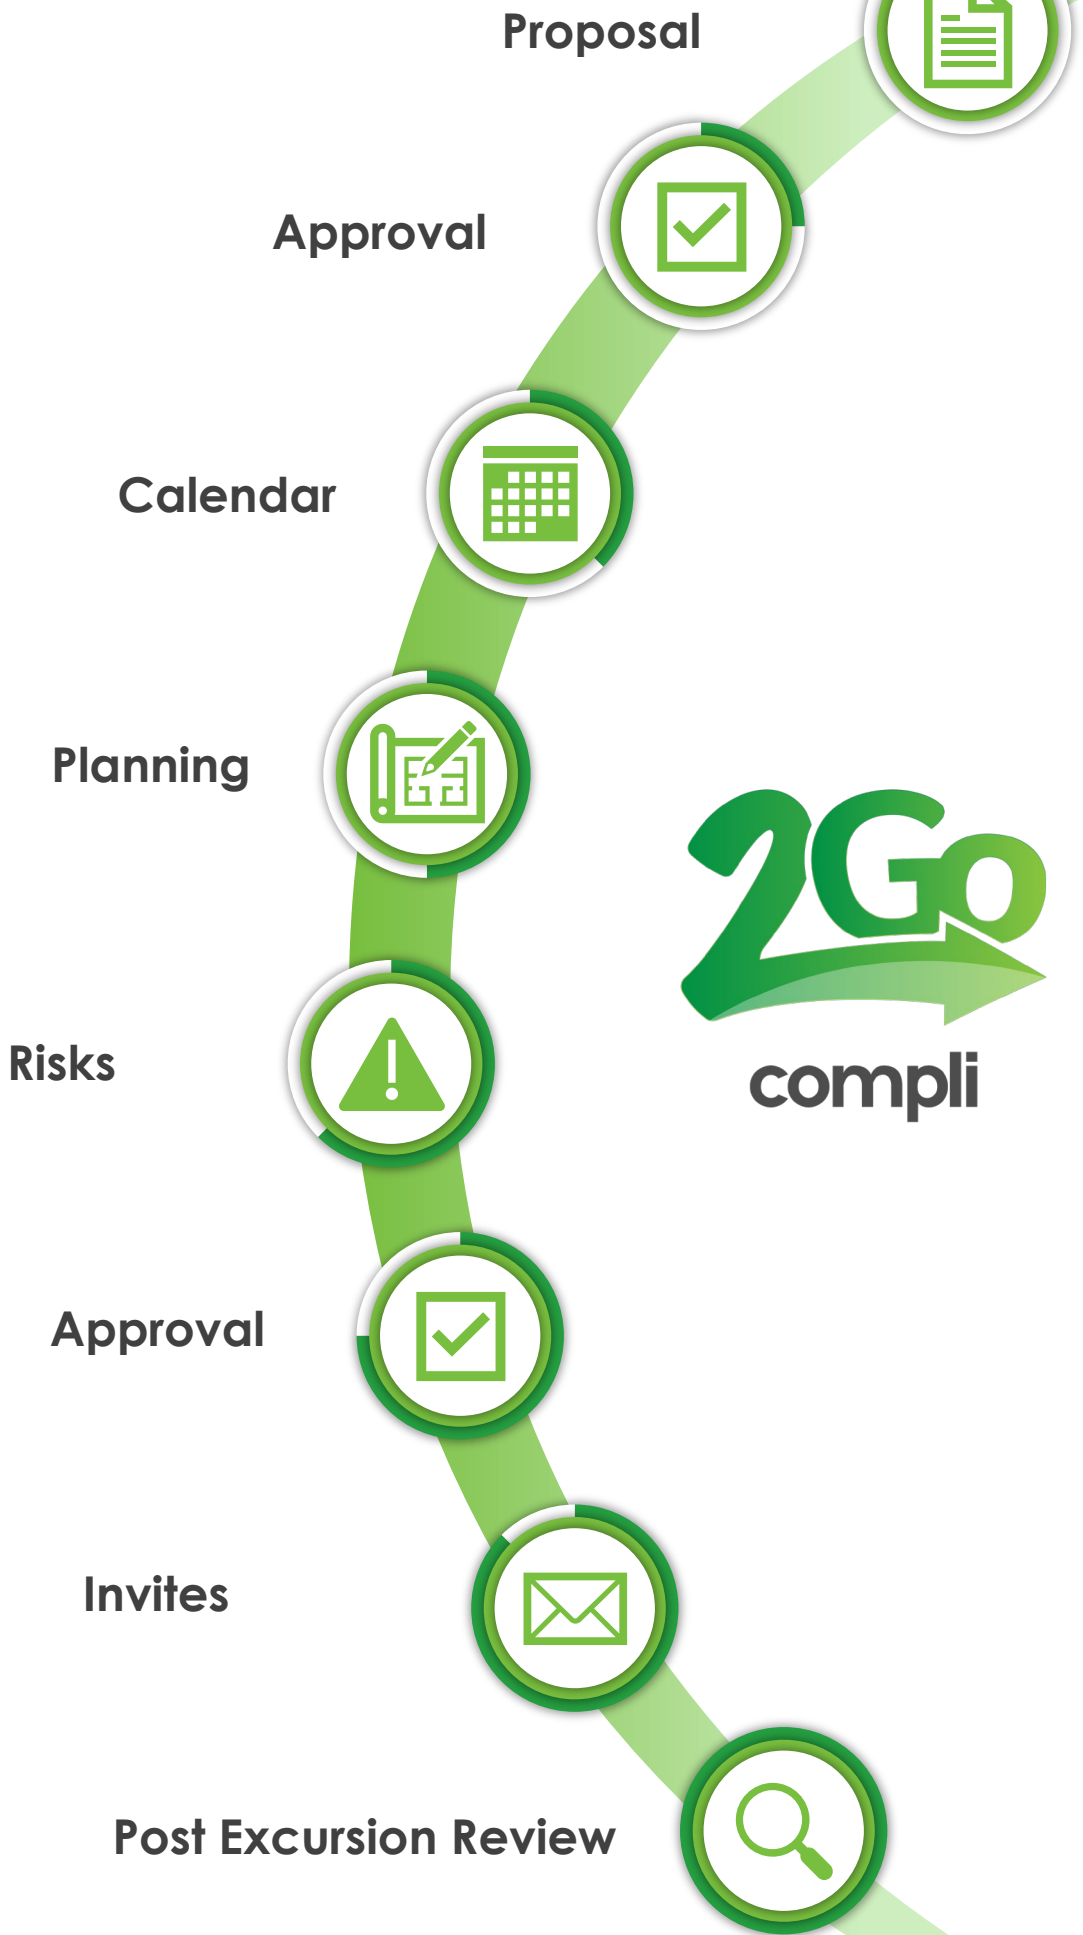 Proposal
Approval
Calendar
Planning
2Go
compli
Risks
Approval
Invites
Post Excursion Review